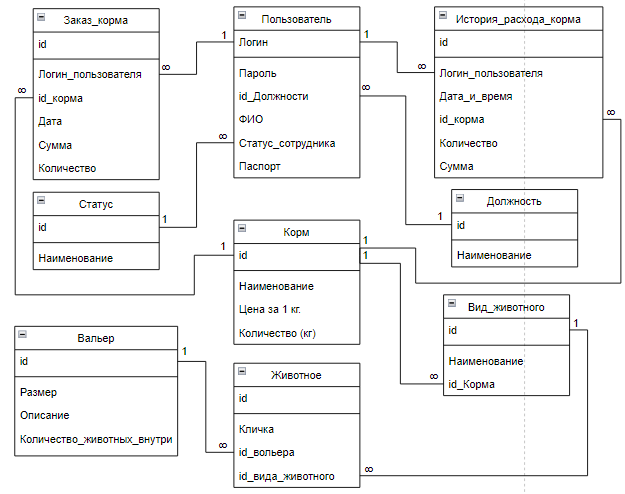 Заказ_корма
id
Логин_пользователя
id_корма
Дата
Сумма
Количество
Пользователь
Логин
Пароль
id_Должности
ФИО
Статус_сотрудника
Паспорт
История_расхода_корма
id
Логин_пользователя
Дата_и_время
id_корма
Количество
Сумма
1
1
∞
∞
∞
∞
∞
∞
Статус
id
Наименование
1
Должность
id
Наименование
1
Корм
id
Наименование
Цена за 1 кг.
Количество (кг)
1
1
1
Вид_животного
id
Наименование
id_Корма
1
∞
Вальер
id
Размер
Описание
Количество_животных_внутри
1
Животное
id
Кличка
id_вольера
id_вида_животного
∞
∞